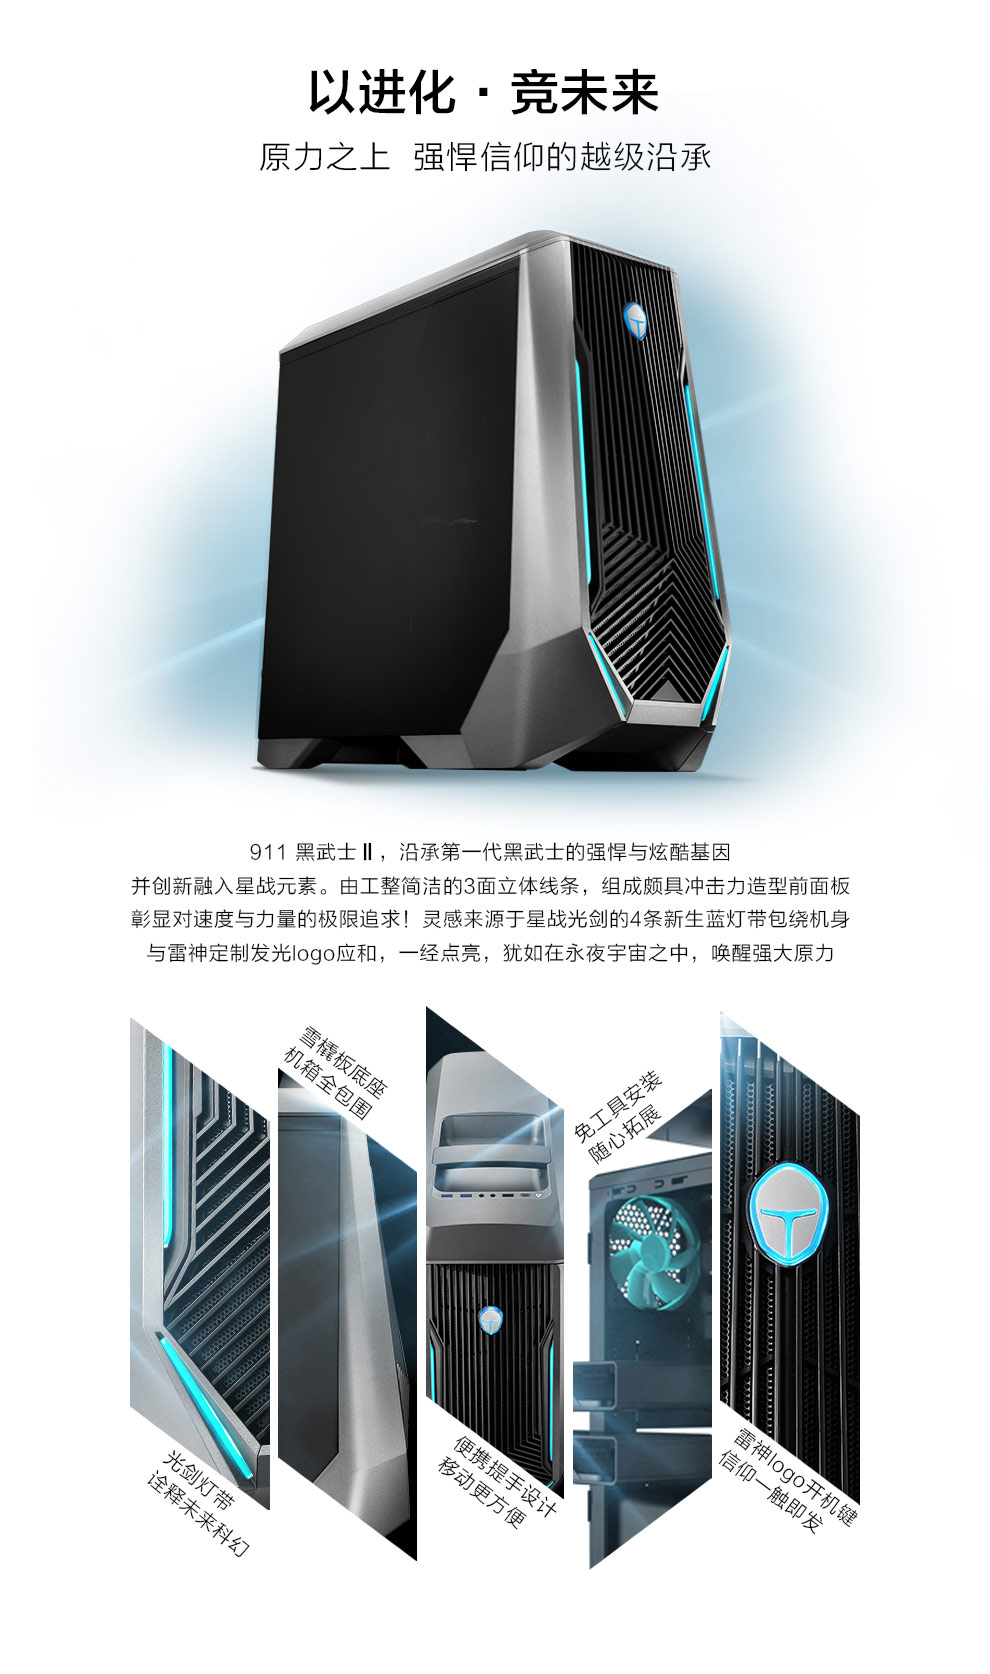 以进化·竞未来
原力之上 强悍信仰的越级沿承
911 黑武士Ⅱ，沿承第一代黑武士的强悍与炫酷基因
并创新融入星战元素。由工整简洁的3面立体线条，组成颇具冲击力造型前面板
彰显对速度与力量的极限追求！灵感来源于星战光剑的4条新生蓝灯带包绕机身
与雷神定制发光logo应和，一经点亮，犹如在永夜宇宙之中，唤醒强大原力
雪橇板底座
机箱全包围
免工具安装
随心拓展
光剑灯带
诠释未来科幻
便携提手设计
移动更方便
雷神logo开机键
信仰一触即发